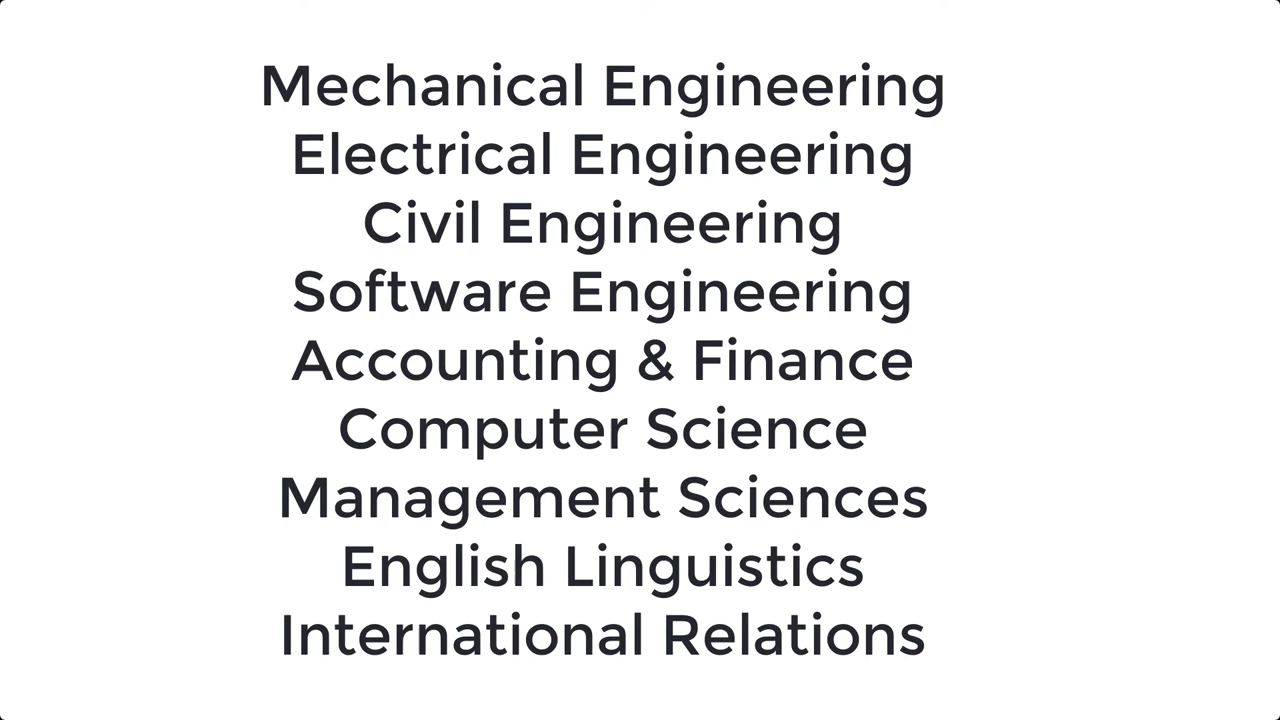 Mechanical Engineering
Electrical Engineering
Civil Engineering
Software Engineering
Accounting & Finance
Computer Science
Management Sciences
English Linguistics
International Relations